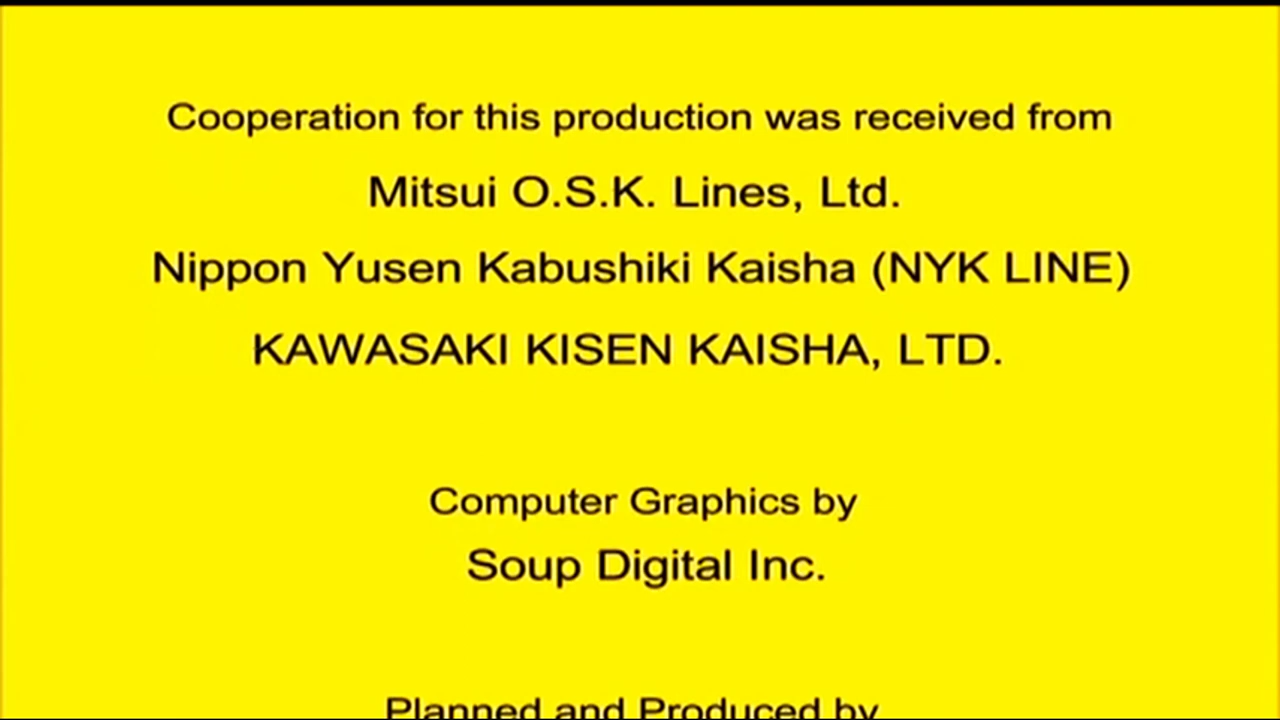 Cooperation for this production was received from
Mitsui O.S.K. Lines, Ltd.
Nippon Yusen Kabushiki Kaisha (NYK LINE)
KAWASAKI KISEN KAISHA, LTD.
Computer Graphics by
Soup Digital Inc.
Planned and Produced by